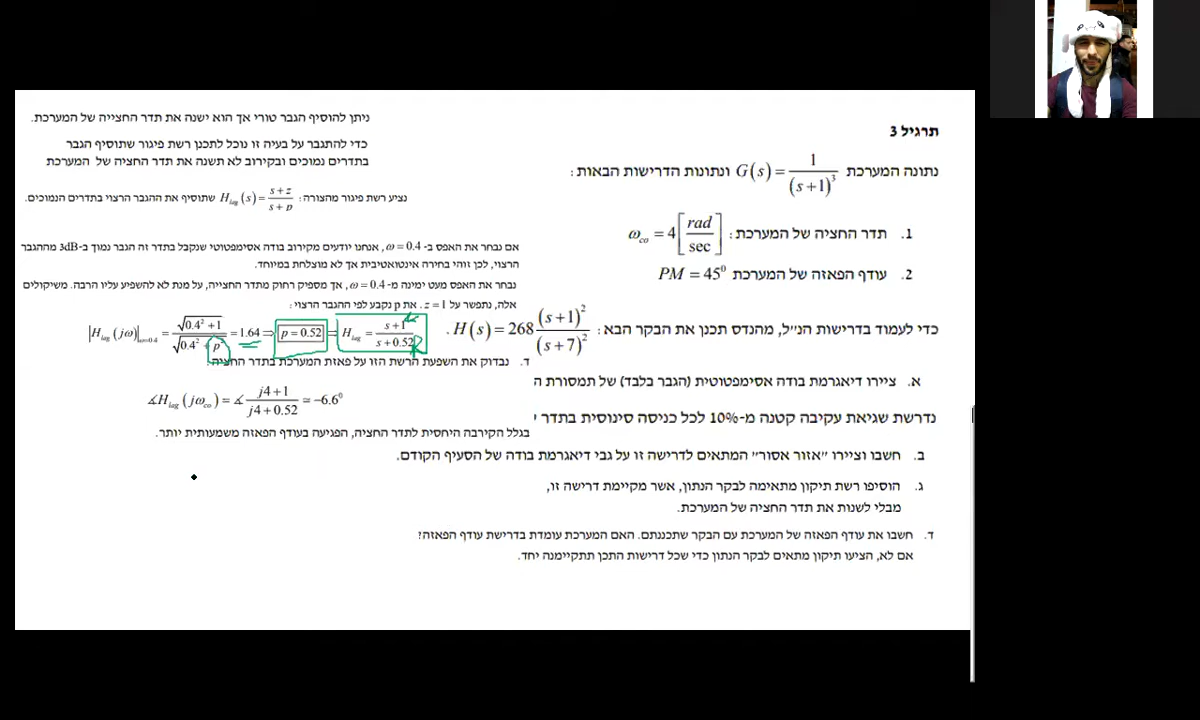 תרגיל 3
נתונה המערכת G(s) = 1/(s+1)^3 ונתונות הדרישות הבאות:
1. תדר החציה של המערכת: ω_co = 4 [rad/sec]
2. עודף הפאזה של המערכת PM = 45^0
כדי לעמוד בדרישות הנ"ל, מהנדס תכנן את הבקר הבא: H(s) = 268 (s+1)^2/(s+7)^2 .
א. ציירו דיאגרמת בודה אסימפטוטית (הגבר בלבד) של תמסורת ה
נדרשת שגיאת עקיבה קטנה מ-10% לכל כניסה סינוסית בתדר
ב. חשבו וציירו "אזור אסור" המתאים לדרישה זו על גבי דיאגרמת בודה של הסעיף הקודם.
ג. הוסיפו רשת תיקון מתאימה לבקר הנתון, אשר מקיימת דרישה זו,
מבלי לשנות את תדר החציה של המערכת.
ד. חשבו את עודף הפאזה של המערכת עם הבקר שתכננתם. האם המערכת עומדת בדרישת עודף הפאזה?
אם לא, הציעו תיקון מתאים לבקר הנתון כדי שכל דרישות התכן תתקיימנה יחד.
ניתן להוסיף הגבר טורי אך הוא ישנה את תדר החצייה של המערכת.
כדי להתגבר על בעיה זו נוכל לתכנן רשת פיגור שתוסיף הגבר
בתדרים נמוכים ובקירוב לא תשנה את תדר החציה של המערכת
נציע רשת פיגור מהצורה: H_lag(s) = (s+z)/(s+p) שתוסיף את ההגבר הרצוי בתדרים הנמוכים.
אם נבחר את האפס ב- ω = 0.4, אנחנו יודעים מקירוב בודה אסימפטוטי שנקבל בתדר זה הגבר נמוך ב-3dB מההגבר
הרצוי, לכן זוהי בחירה אינטואיטיבית אך לא מוצלחת במיוחד.
נבחר את האפס מעט ימינה מ-ω = 0.4, אך מספיק רחוק מתדר החצייה, על מנת לא להשפיע עליו הרבה. משיקולים
אלה, נתפשר על z = 1. את p נקבע לפי ההגבר הרצוי:
|H_lag(jω)|_ω=0.4 = √(0.4^2+1)/√(0.4^2+p^2) = 1.64 ⇒ p = 0.52 ⇒ H_lag = (s+1)/(s+0.52)
ד. נבדוק את השפעת הרשת הזו על פאזת המערכת בתדר החציה:
∡H_lag(jω_co) = ∡ (j4+1)/(j4+0.52) ≃ −6.6^0
בגלל הקירבה היחסית לתדר החציה, הפגיעה בעודף הפאזה משמעותית יותר.